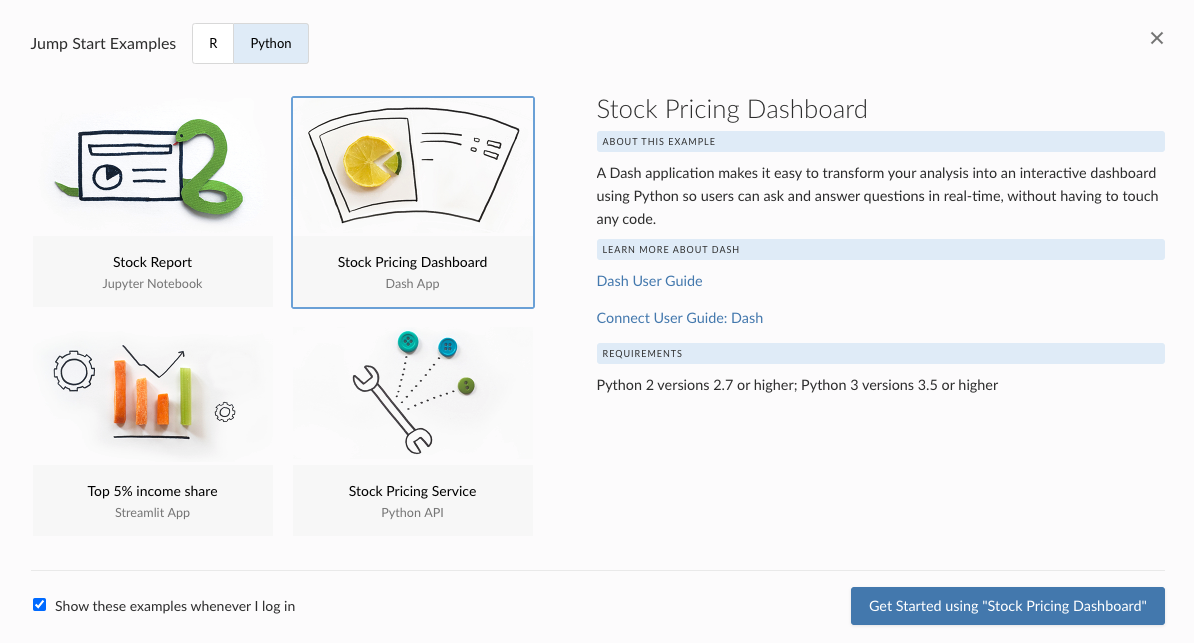 Jump Start Examples
R
Python
Stock Report
Jupyter Notebook
Stock Pricing Dashboard
Dash App
Top 5% income share
Streamlit App
Stock Pricing Service
Python API
Stock Pricing Dashboard
ABOUT THIS EXAMPLE
A Dash application makes it easy to transform your analysis into an interactive dashboard
using Python so users can ask and answer questions in real-time, without having to touch
any code.
LEARN MORE ABOUT DASH
Dash User Guide
Connect User Guide: Dash
REQUIREMENTS
Python 2 versions 2.7 or higher; Python 3 versions 3.5 or higher
Show these examples whenever I log in
Get Started using "Stock Pricing Dashboard"